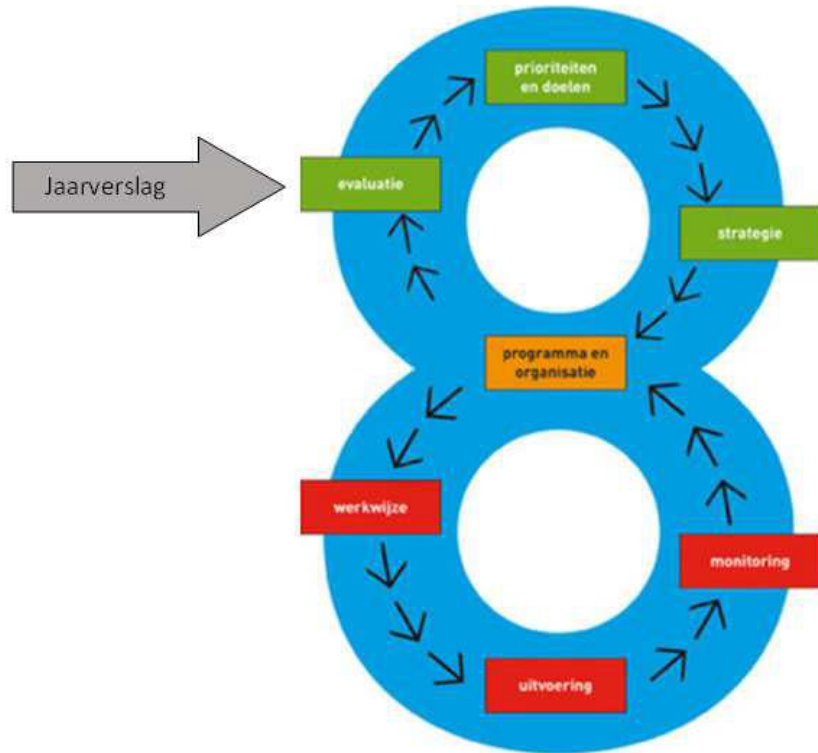 prioriteiten
en doelen
Jaarverslag
evaluatie
strategie
programma en
organisatie
werkwijze
monitoring
uitvoering